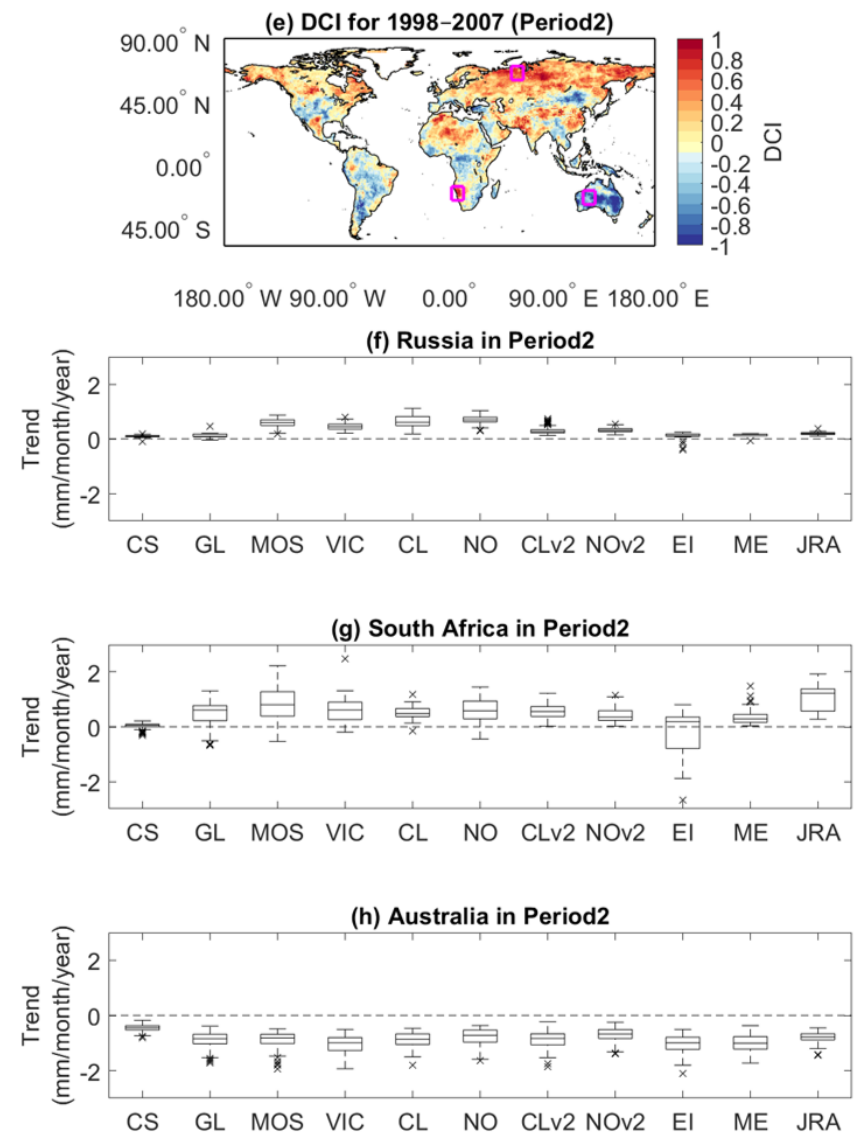 (e) DCI for 1998−2007 (Period2)
90.00° N
45.00° N
0.00°
45.00° S
180.00° W 90.00° W 0.00° 90.00° E 180.00° E
1
0.8
0.6
0.4
0.2
0
-0.2
-0.4
-0.6
-0.8
-1
DCI
(f) Russia in Period2
Trend
(mm/month/year)
2
0
-2
CS GL MOS VIC CL NO CLv2 NOv2 EI ME JRA
(g) South Africa in Period2
Trend
(mm/month/year)
2
0
-2
CS GL MOS VIC CL NO CLv2 NOv2 EI ME JRA
(h) Australia in Period2
Trend
(mm/month/year)
2
0
-2
CS GL MOS VIC CL NO CLv2 NOv2 EI ME JRA